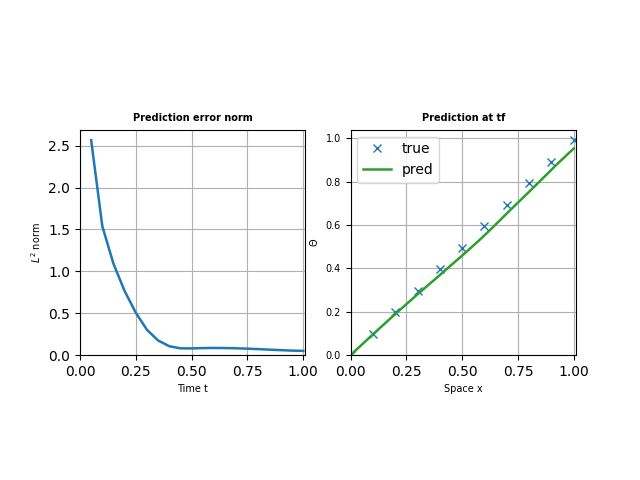 Prediction error norm
2.5
2.0
1.5
1.0
0.5
0.0
0.00
0.25
0.50
0.75
1.00
L² norm
Time t
Prediction at tf
true
pred
1.0
0.8
0.6
0.4
0.2
0.0
0.00
0.25
0.50
0.75
1.00
Θ
Space x